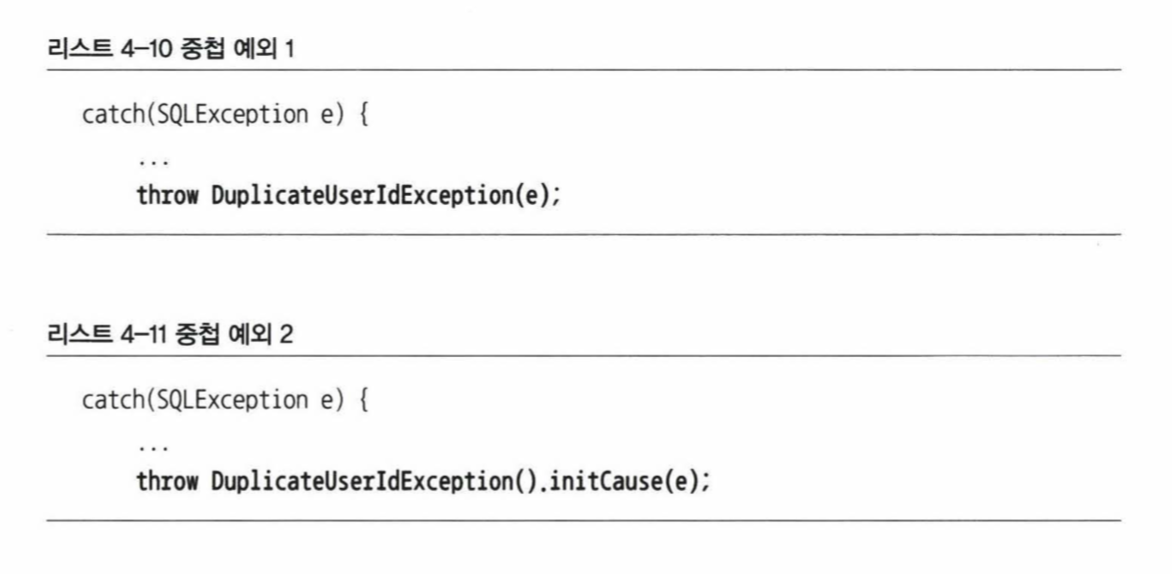 리스트 4-10 중첩 예외 1
catch(SQLException e) {
...
throw DuplicateUserIdException(e);
리스트 4-11 중첩 예외 2
catch(SQLException e) {
...
throw DuplicateUserIdException().initCause(e);